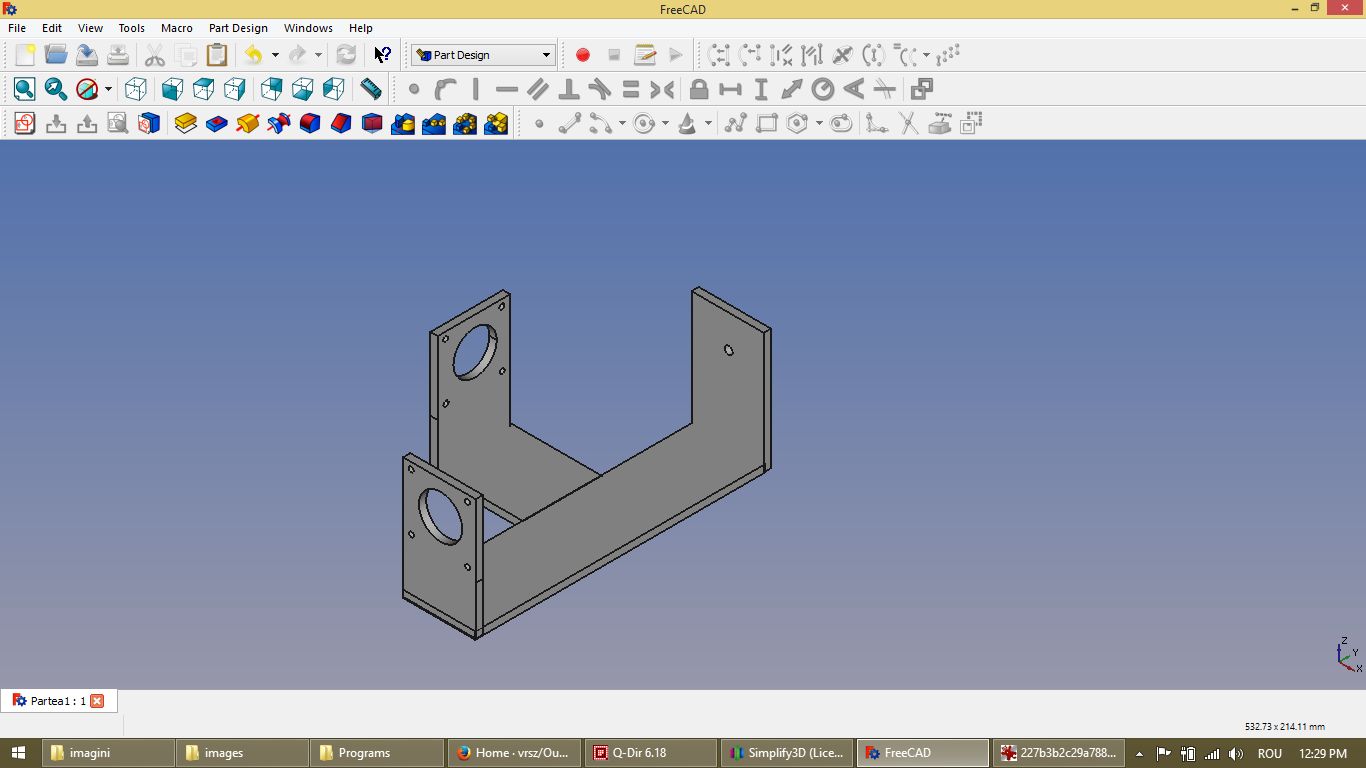 FreeCAD
File Edit View Tools Macro Part Design Windows Help
Part Design
Z
Y
X
Partea1 : 1
532.73 x 214.11 mm
imagini images Programs Home · vrsz/Ou... Q-Dir 6.18 Simplify3D (Lice... FreeCAD 227b3b2c29a788... ROU 12:29 PM